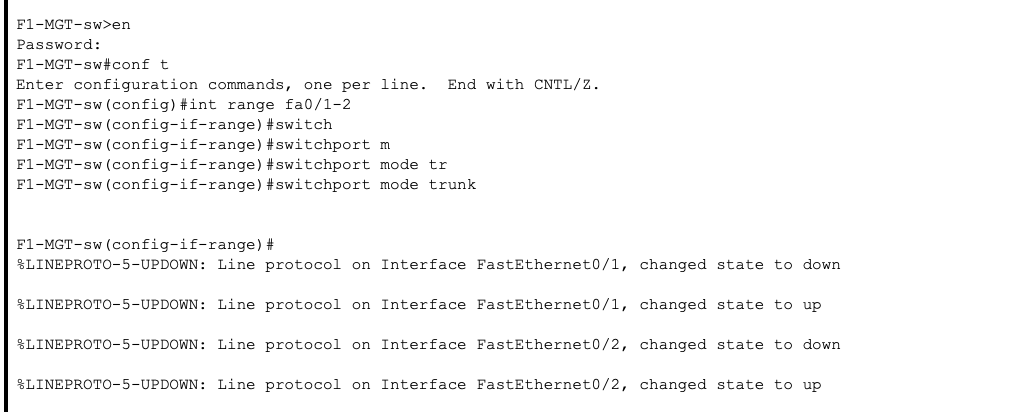 F1-MGT-sw>en
Password:
F1-MGT-sw#conf t
Enter configuration commands, one per line.  End with CNTL/Z.
F1-MGT-sw(config)#int range fa0/1-2
F1-MGT-sw(config-if-range)#switch
F1-MGT-sw(config-if-range)#switchport m
F1-MGT-sw(config-if-range)#switchport mode tr
F1-MGT-sw(config-if-range)#switchport mode trunk
F1-MGT-sw(config-if-range)#
%LINEPROTO-5-UPDOWN: Line protocol on Interface FastEthernet0/1, changed state to down
%LINEPROTO-5-UPDOWN: Line protocol on Interface FastEthernet0/1, changed state to up
%LINEPROTO-5-UPDOWN: Line protocol on Interface FastEthernet0/2, changed state to down
%LINEPROTO-5-UPDOWN: Line protocol on Interface FastEthernet0/2, changed state to up